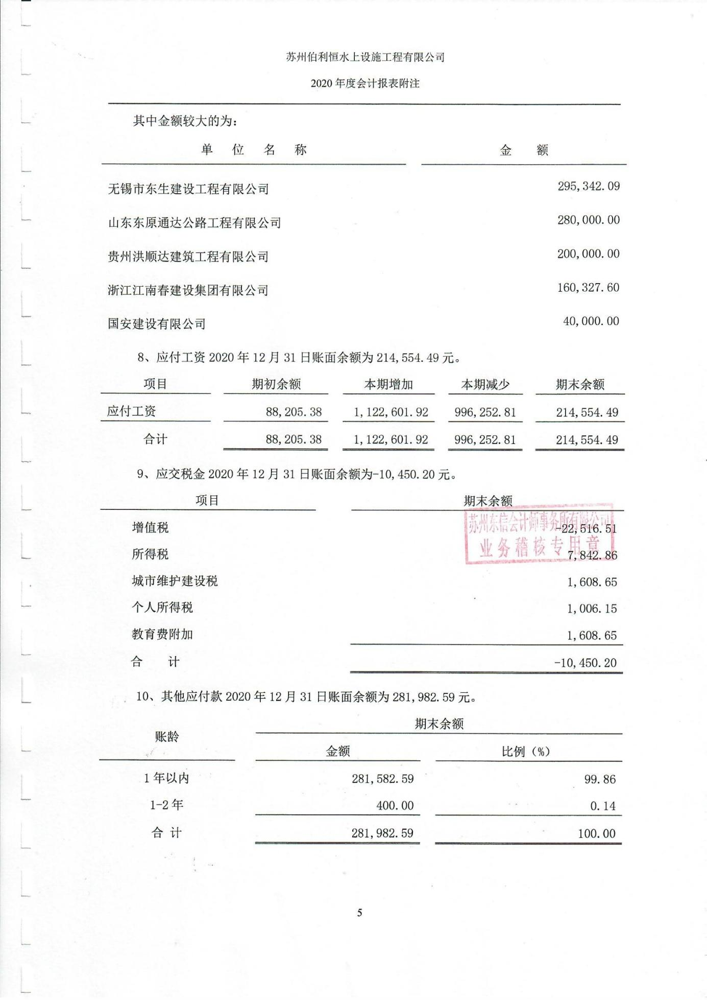 苏州伯利恒水上设施工程有限公司
2020 年度会计报表附注
其中金额较大的为：
单 位 名 称 金 额
无锡市东生建设工程有限公司 295,342.09
山东东原通达公路工程有限公司 280,000.00
贵州洪顺达建筑工程有限公司 200,000.00
浙江江南春建设集团有限公司 160,327.60
国安建设有限公司 40,000.00
8、应付工资 2020 年 12 月 31 日账面余额为 214,554.49 元。
项目 期初余额 本期增加 本期减少 期末余额
应付工资 88,205.38 1,122,601.92 996,252.81 214,554.49
合计 88,205.38 1,122,601.92 996,252.81 214,554.49
9、应交税金 2020 年 12 月 31 日账面余额为-10,450.20 元。
项目 期末余额
苏州东信会计师事务所有限公司
增值税 -22,516.51
业务稽核专用章
所得税 7,842.86
城市维护建设税 1,608.65
个人所得税 1,006.15
教育费附加 1,608.65
合 计 -10,450.20
10、其他应付款 2020 年 12 月 31 日账面余额为 281,982.59 元。
账龄 期末余额
金额 比例（%）
1 年以内 281,582.59 99.86
1-2 年 400.00 0.14
合 计 281,982.59 100.00
5